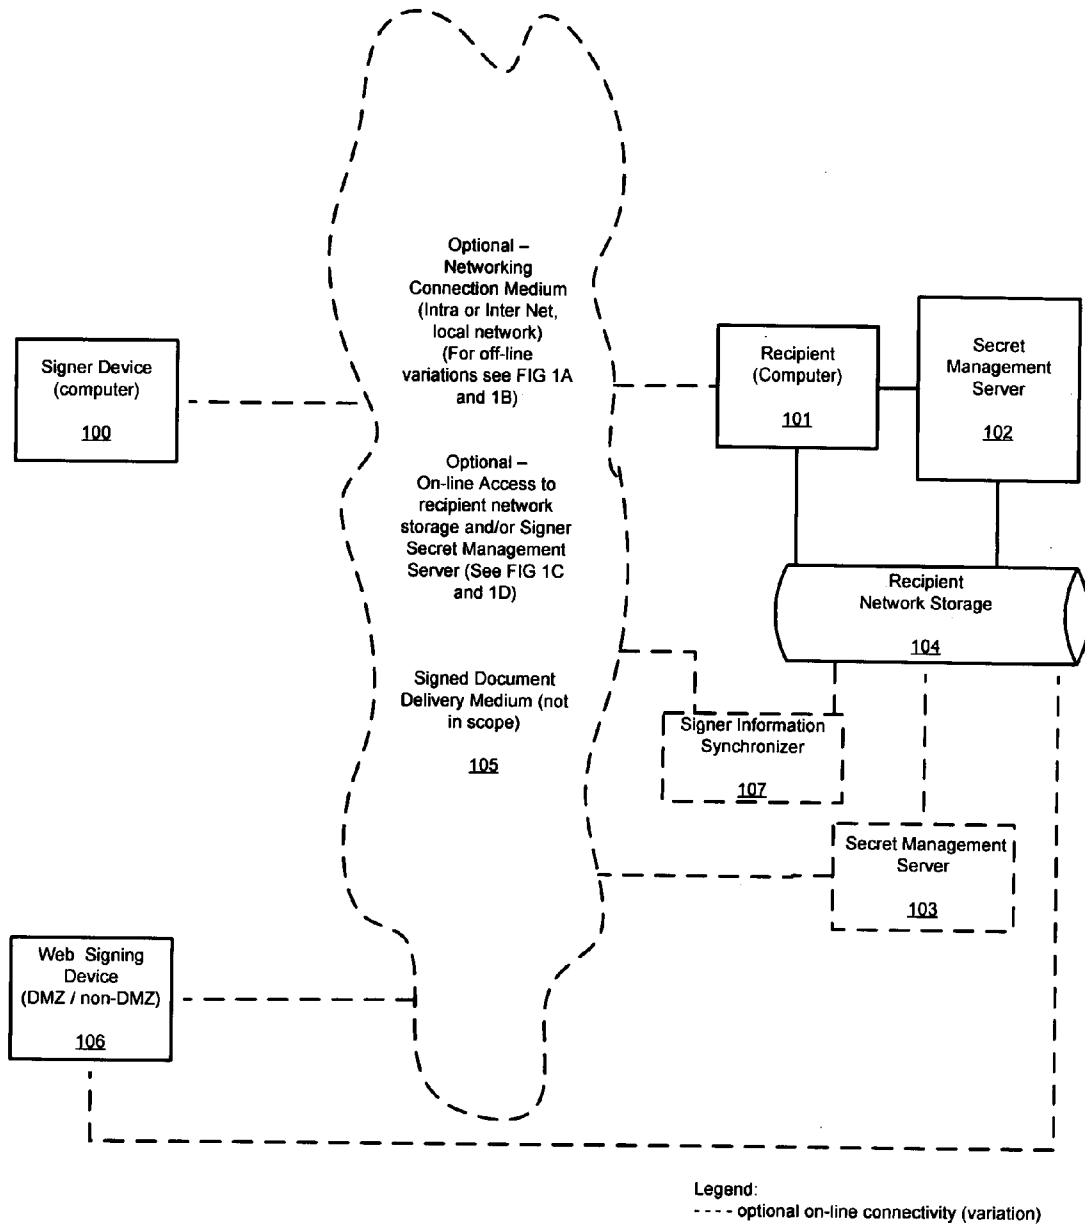 Optional –
Networking
Connection Medium
(Intra or Inter Net,
local network)
(For off-line
variations see FIG 1A
and 1B)
Signer Device
(computer)
100
Recipient
(Computer)
101
Secret
Management
Server
102
Optional –
On-line Access to
recipient network
storage and/or Signer
Secret Management
Server (See FIG 1C
and 1D)
Recipient
Network Storage
104
Signed Document
Delivery Medium (not
in scope)
105
Signer Information
Synchronizer
107
Secret Management
Server
103
Web Signing
Device
(DMZ / non-DMZ)
106
Legend:
---- optional on-line connectivity (variation)